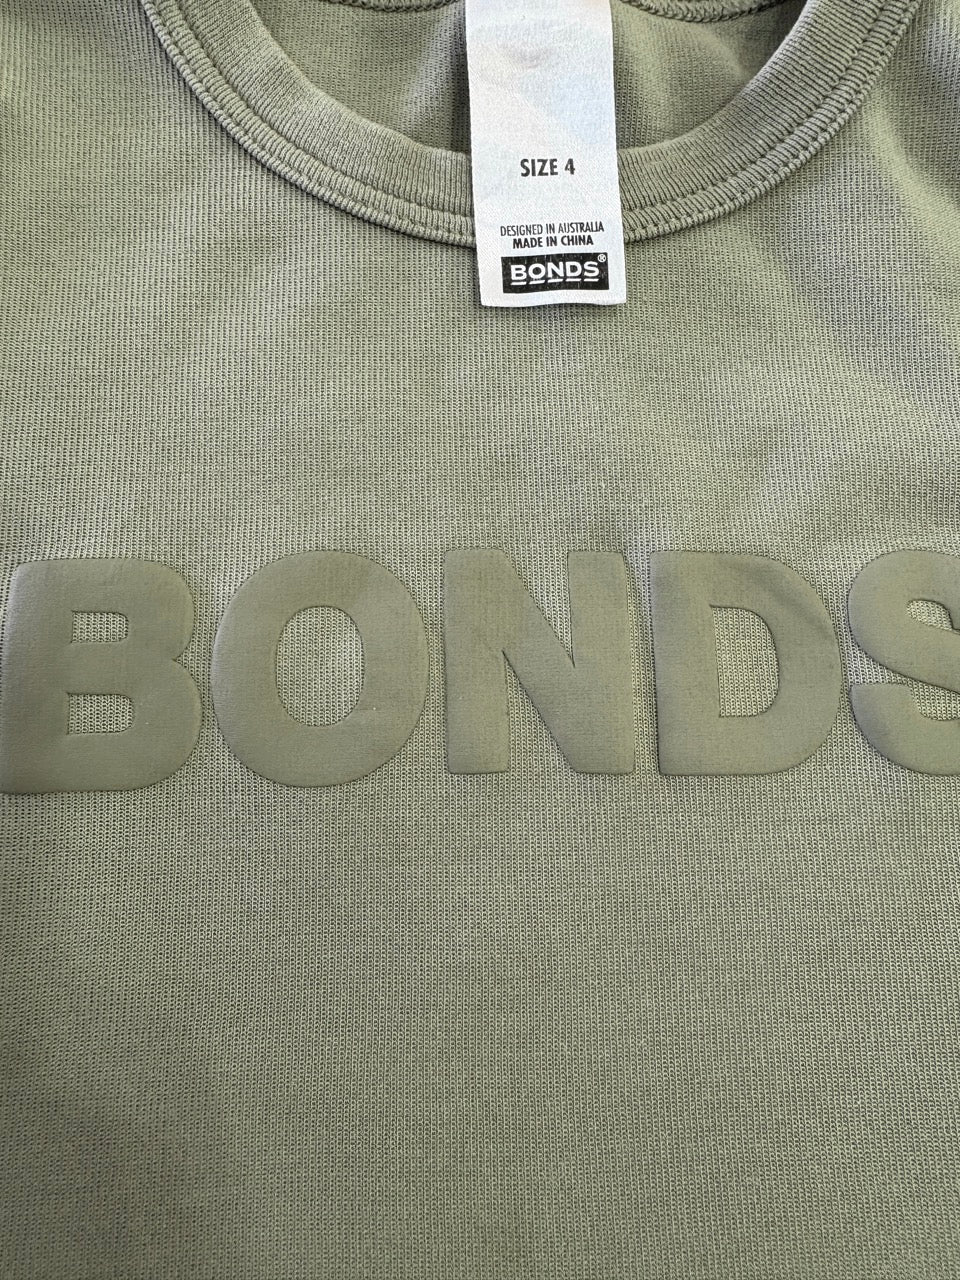 SIZE 4
DESIGNED IN AUSTRALIA
MADE IN CHINA
BONDS®
BONDS